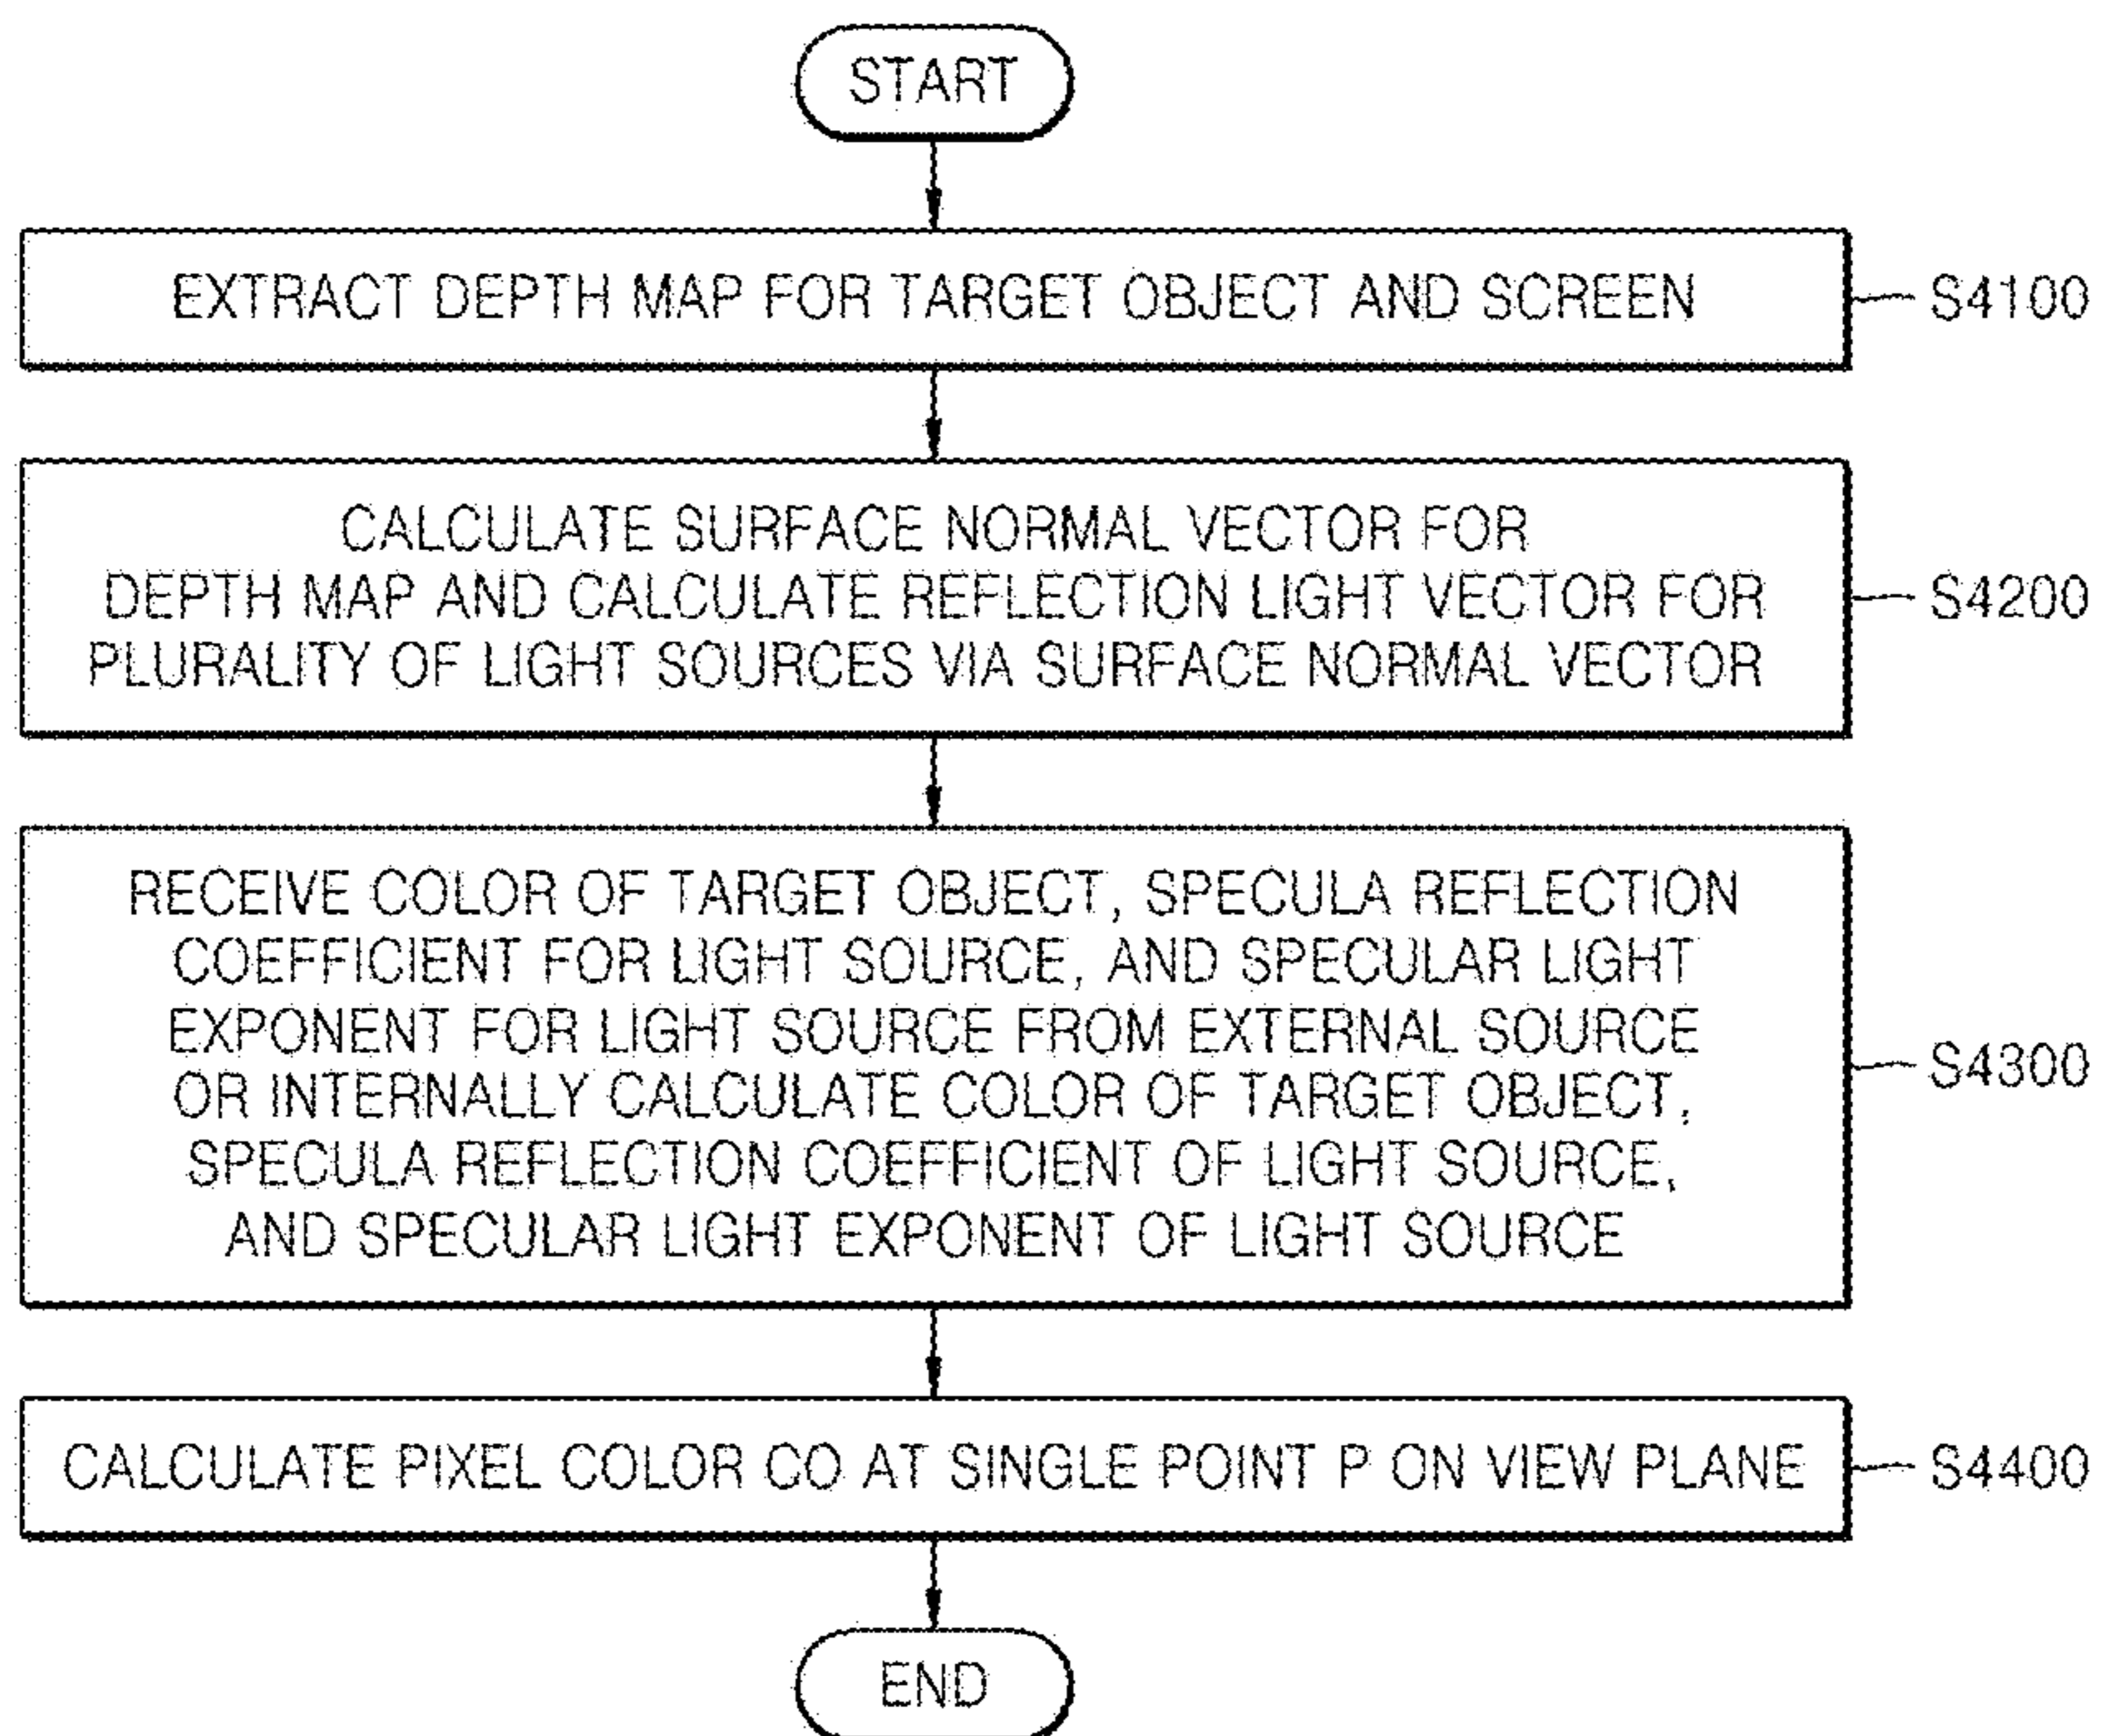 START
EXTRACT DEPTH MAP FOR TARGET OBJECT AND SCREEN
S4100
CALCULATE SURFACE NORMAL VECTOR FOR
DEPTH MAP AND CALCULATE REFLECTION LIGHT VECTOR FOR
PLURALITY OF LIGHT SOURCES VIA SURFACE NORMAL VECTOR
S4200
RECEIVE COLOR OF TARGET OBJECT, SPECULA REFLECTION
COEFFICIENT FOR LIGHT SOURCE, AND SPECULAR LIGHT
EXPONENT FOR LIGHT SOURCE FROM EXTERNAL SOURCE
OR INTERNALLY CALCULATE COLOR OF TARGET OBJECT,
SPECULA REFLECTION COEFFICIENT OF LIGHT SOURCE,
AND SPECULAR LIGHT EXPONENT OF LIGHT SOURCE
S4300
CALCULATE PIXEL COLOR CO AT SINGLE POINT P ON VIEW PLANE
S4400
END